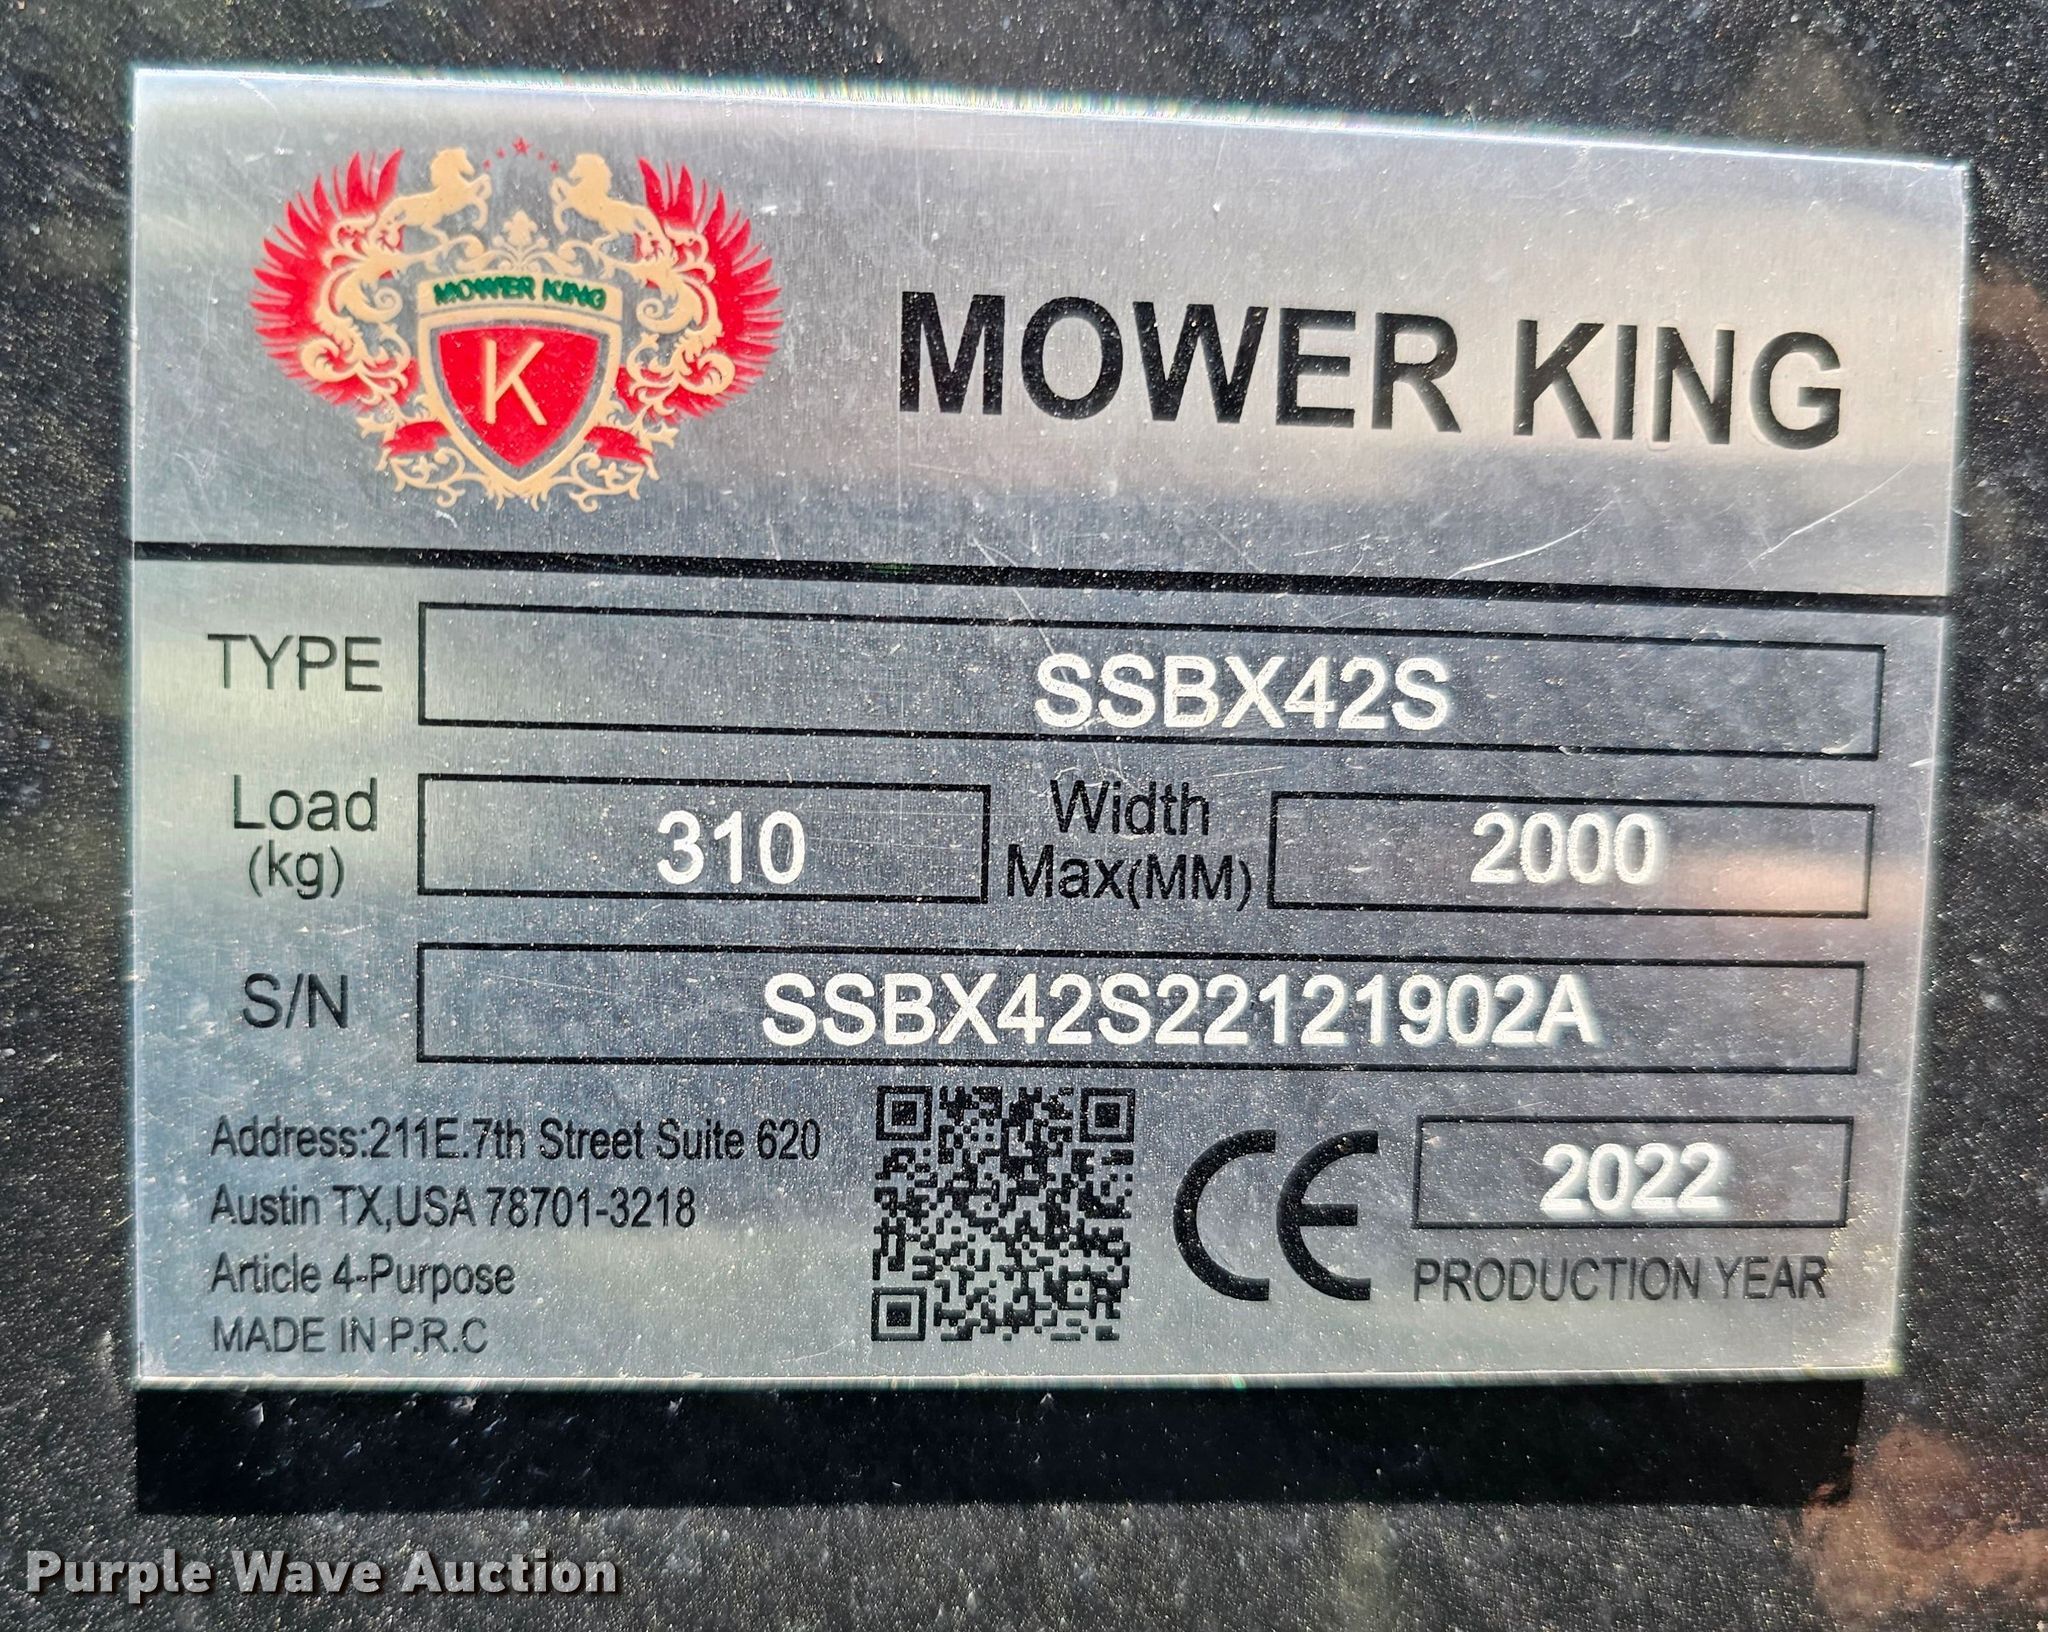 MOWER KING
K
MOWER KING
TYPE SSBX42S
Load (kg) 310 Width Max(MM) 2000
S/N SSBX42S22121902A
Address:211E.7th Street Suite 620
Austin TX,USA 78701-3218
Article 4-Purpose
MADE IN P.R.C
CE
2022
PRODUCTION YEAR
Purple Wave Auction